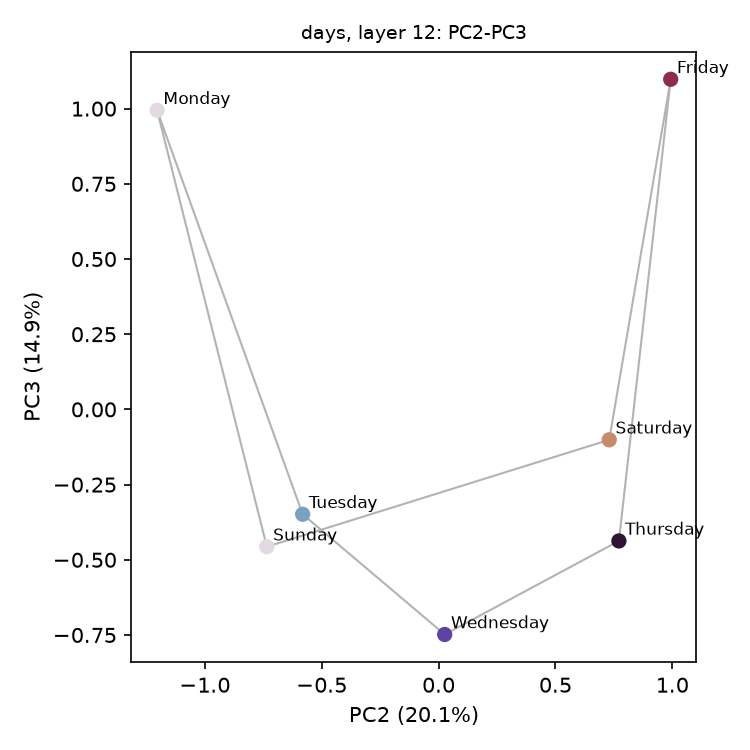 days, layer 12: PC2-PC3
Friday
Monday
1.00
0.75
0.50
0.25
0.00
−0.25
−0.50
−0.75
PC3 (14.9%)
Saturday
Tuesday
Sunday
Thursday
Wednesday
−1.0
−0.5
0.0
0.5
1.0
PC2 (20.1%)